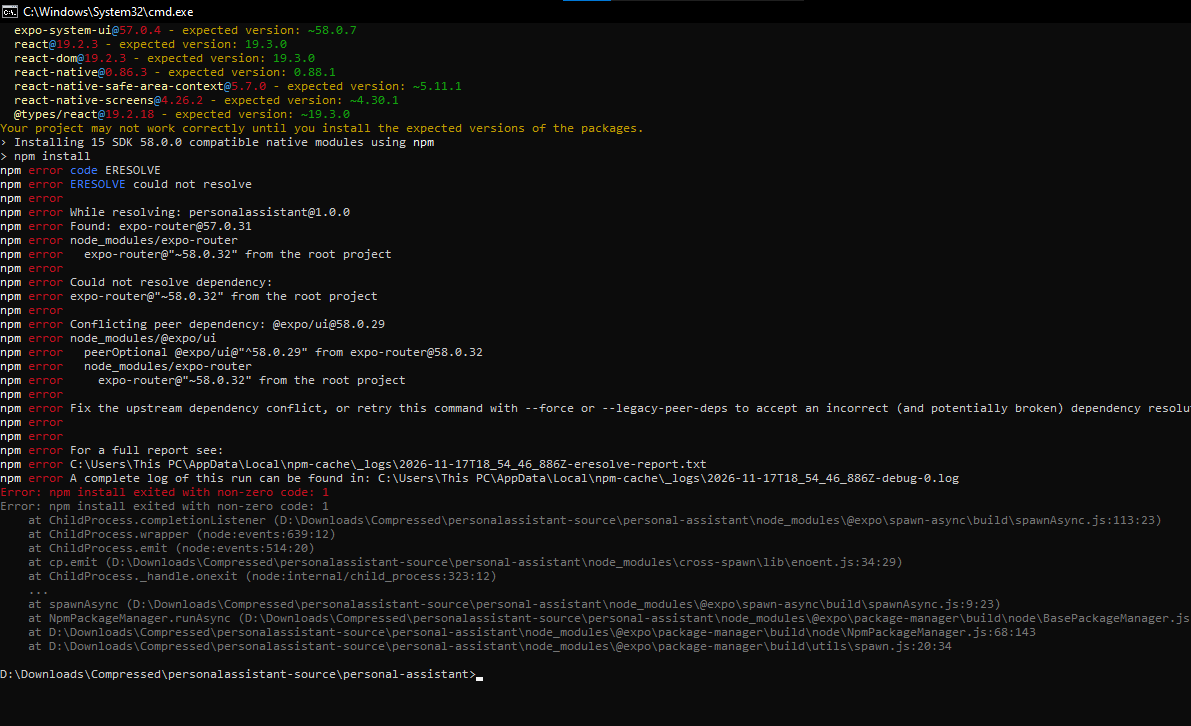 C:\Windows\System32\cmd.exe
expo-system-ui@57.0.4 - expected version: ~58.0.7
react@19.2.3 - expected version: 19.3.0
react-dom@19.2.3 - expected version: 19.3.0
react-native@0.86.3 - expected version: 0.88.1
react-native-safe-area-context@5.7.0 - expected version: ~5.11.1
react-native-screens@4.26.2 - expected version: ~4.30.1
@types/react@19.2.18 - expected version: ~19.3.0
Your project may not work correctly until you install the expected versions of the packages.
› Installing 15 SDK 58.0.0 compatible native modules using npm
> npm install
npm error code ERESOLVE
npm error ERESOLVE could not resolve
npm error
npm error While resolving: personalassistant@1.0.0
npm error Found: expo-router@57.0.31
npm error node_modules/expo-router
npm error   expo-router@"~58.0.32" from the root project
npm error
npm error Could not resolve dependency:
npm error expo-router@"~58.0.32" from the root project
npm error
npm error Conflicting peer dependency: @expo/ui@58.0.29
npm error node_modules/@expo/ui
npm error   peerOptional @expo/ui@"^58.0.29" from expo-router@58.0.32
npm error   node_modules/expo-router
npm error     expo-router@"~58.0.32" from the root project
npm error
npm error Fix the upstream dependency conflict, or retry this command with --force or --legacy-peer-deps to accept an incorrect (and potentially broken) dependency resolu
npm error
npm error
npm error For a full report see:
npm error C:\Users\This PC\AppData\Local\npm-cache\_logs\2026-11-17T18_54_46_886Z-eresolve-report.txt
npm error A complete log of this run can be found in: C:\Users\This PC\AppData\Local\npm-cache\_logs\2026-11-17T18_54_46_886Z-debug-0.log
Error: npm install exited with non-zero code: 1
Error: npm install exited with non-zero code: 1
    at ChildProcess.completionListener (D:\Downloads\Compressed\personalassistant-source\personal-assistant\node_modules\@expo\spawn-async\build\spawnAsync.js:113:23)
    at ChildProcess.wrapper (node:events:639:12)
    at ChildProcess.emit (node:events:514:20)
    at cp.emit (D:\Downloads\Compressed\personalassistant-source\personal-assistant\node_modules\cross-spawn\lib\enoent.js:34:29)
    at ChildProcess._handle.onexit (node:internal/child_process:323:12)
    ...
    at spawnAsync (D:\Downloads\Compressed\personalassistant-source\personal-assistant\node_modules\@expo\spawn-async\build\spawnAsync.js:9:23)
    at NpmPackageManager.runAsync (D:\Downloads\Compressed\personalassistant-source\personal-assistant\node_modules\@expo\package-manager\build\node\BasePackageManager.js
    at D:\Downloads\Compressed\personalassistant-source\personal-assistant\node_modules\@expo\package-manager\build\node\NpmPackageManager.js:68:143
    at D:\Downloads\Compressed\personalassistant-source\personal-assistant\node_modules\@expo\package-manager\build\utils\spawn.js:20:34
D:\Downloads\Compressed\personalassistant-source\personal-assistant>